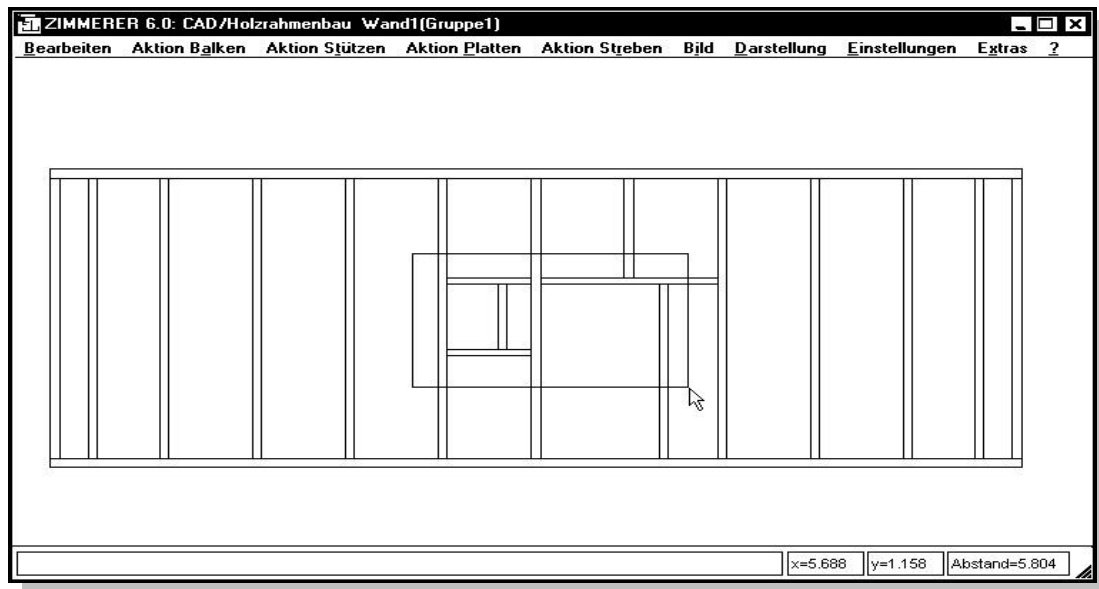 ZIMMERER 6.0: CAD/Holzrahmenbau Wand1(Gruppe1)
Bearbeiten Aktion Balken Aktion Stützen Aktion Platten Aktion Streben Bild Darstellung Einstellungen Extras ?
x=5.688 y=1.158 Abstand=5.804